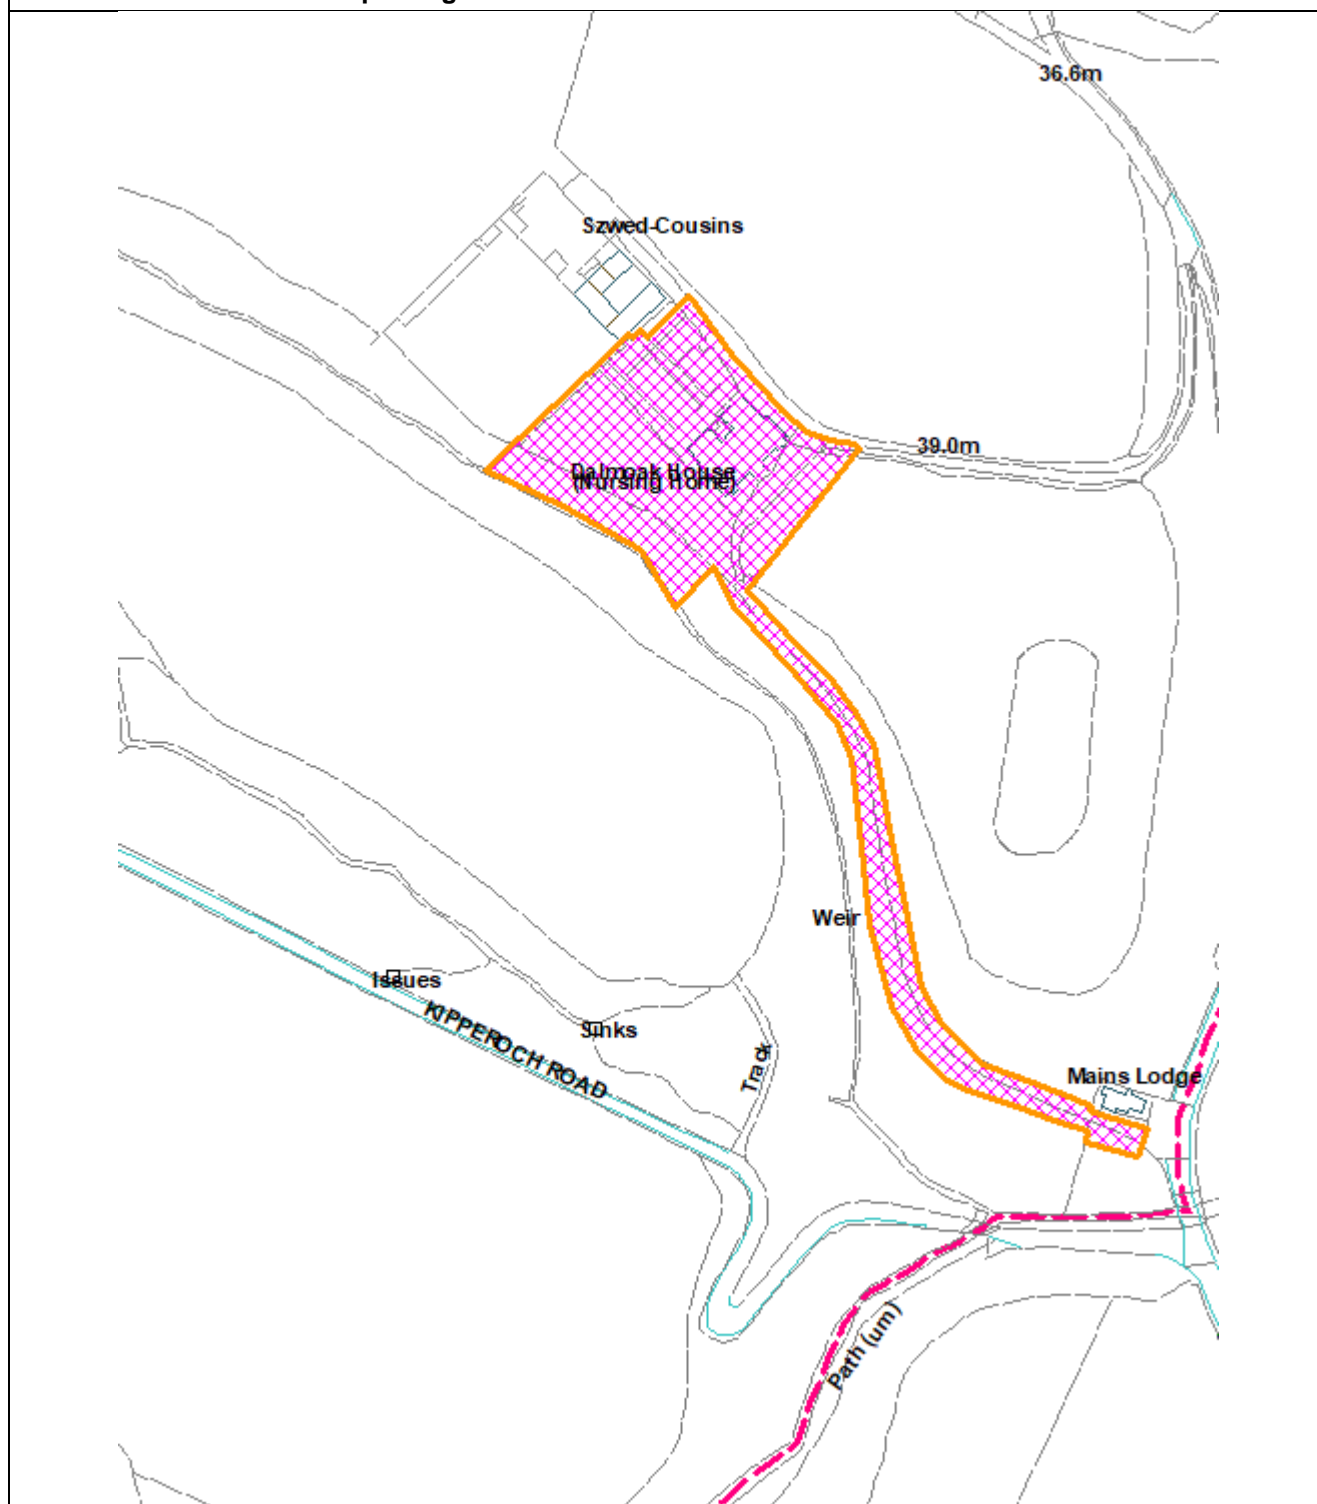 36.6m
Szwed-Cousins
39.0m
Dalmoak House
(Nursing Home)
Weir
Issues
KIPPEROCH ROAD
Sinks
Track
Mains Lodge
Path (um)